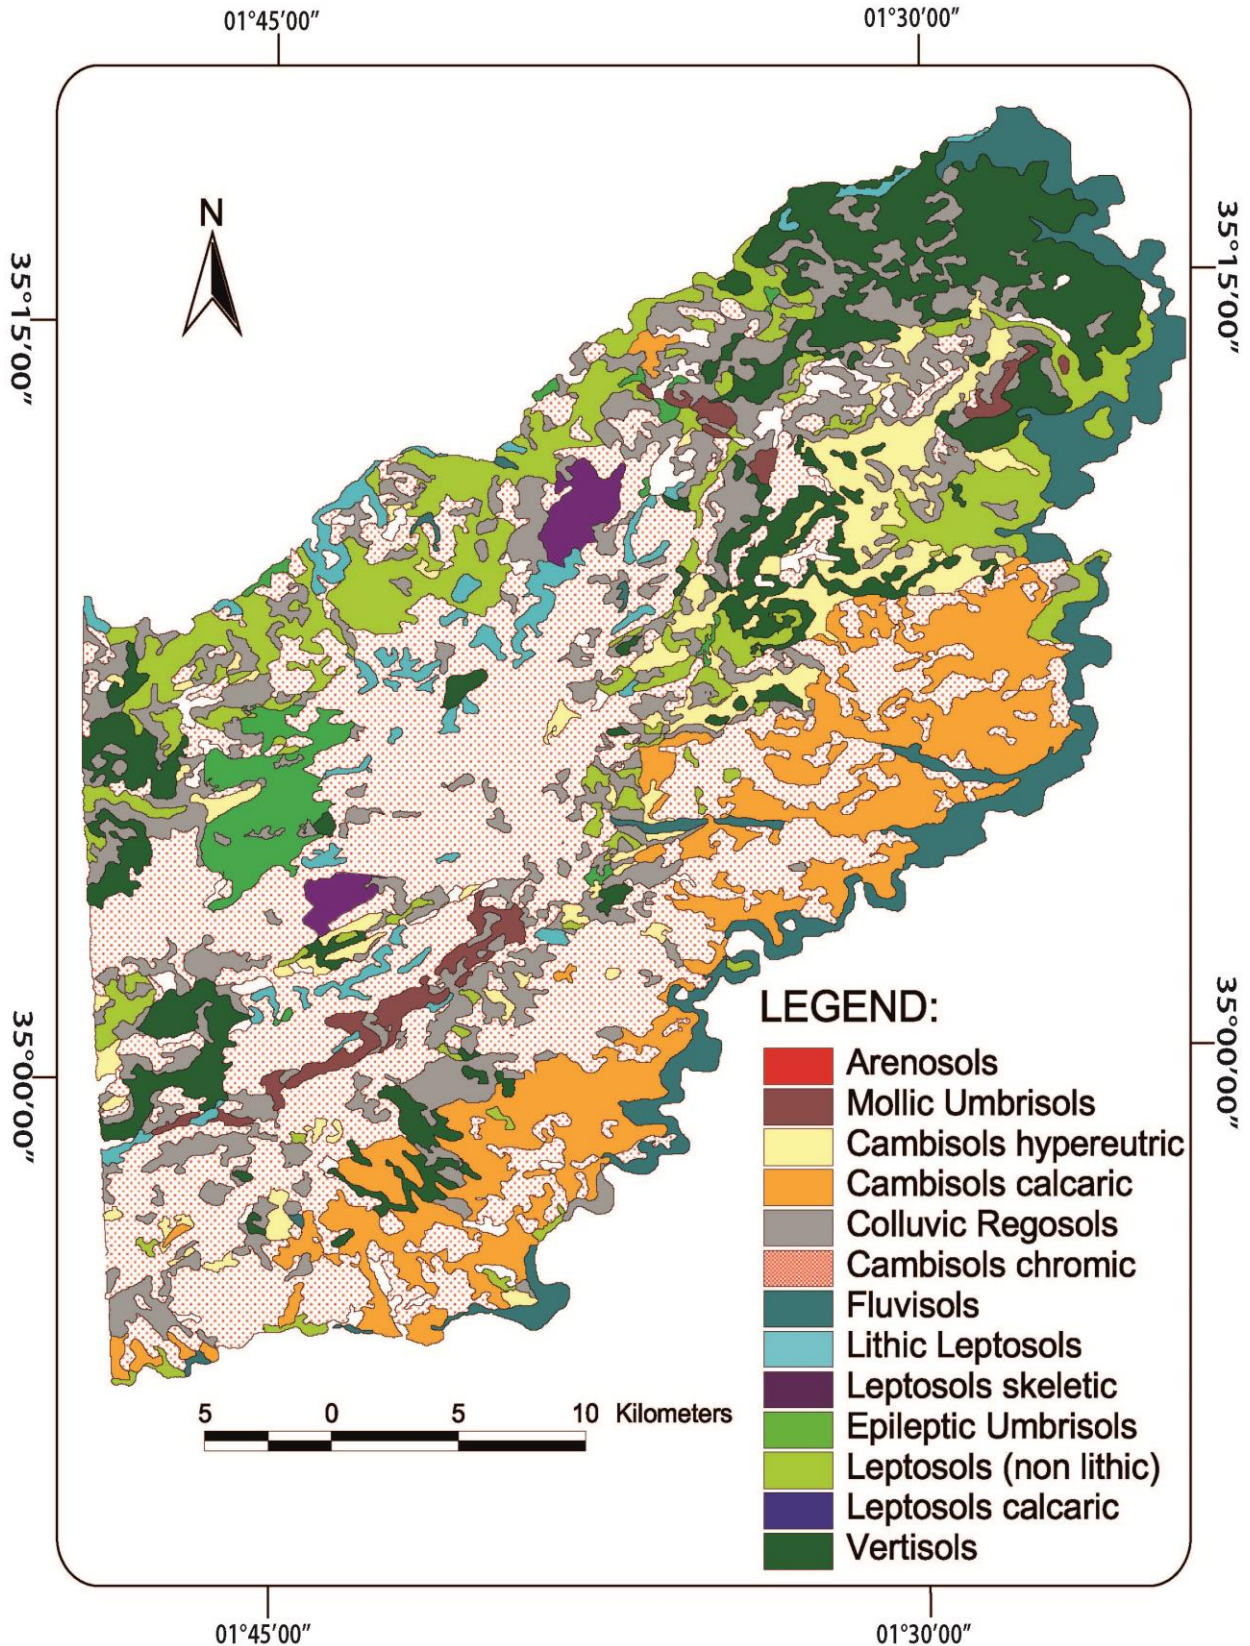 01°45′00″ 01°30′00″
N
35°15′00″
35°15′00″
35°00′00″
35°00′00″
LEGEND:
Arenosols
Mollic Umbrisols
Cambisols hypereutric
Cambisols calcaric
Colluvic Regosols
Cambisols chromic
Fluvisols
Lithic Leptosols
Leptosols skeletic
Epileptic Umbrisols
Leptosols (non lithic)
Leptosols calcaric
Vertisols
5 0 5 10 Kilometers
01°45′00″ 01°30′00″